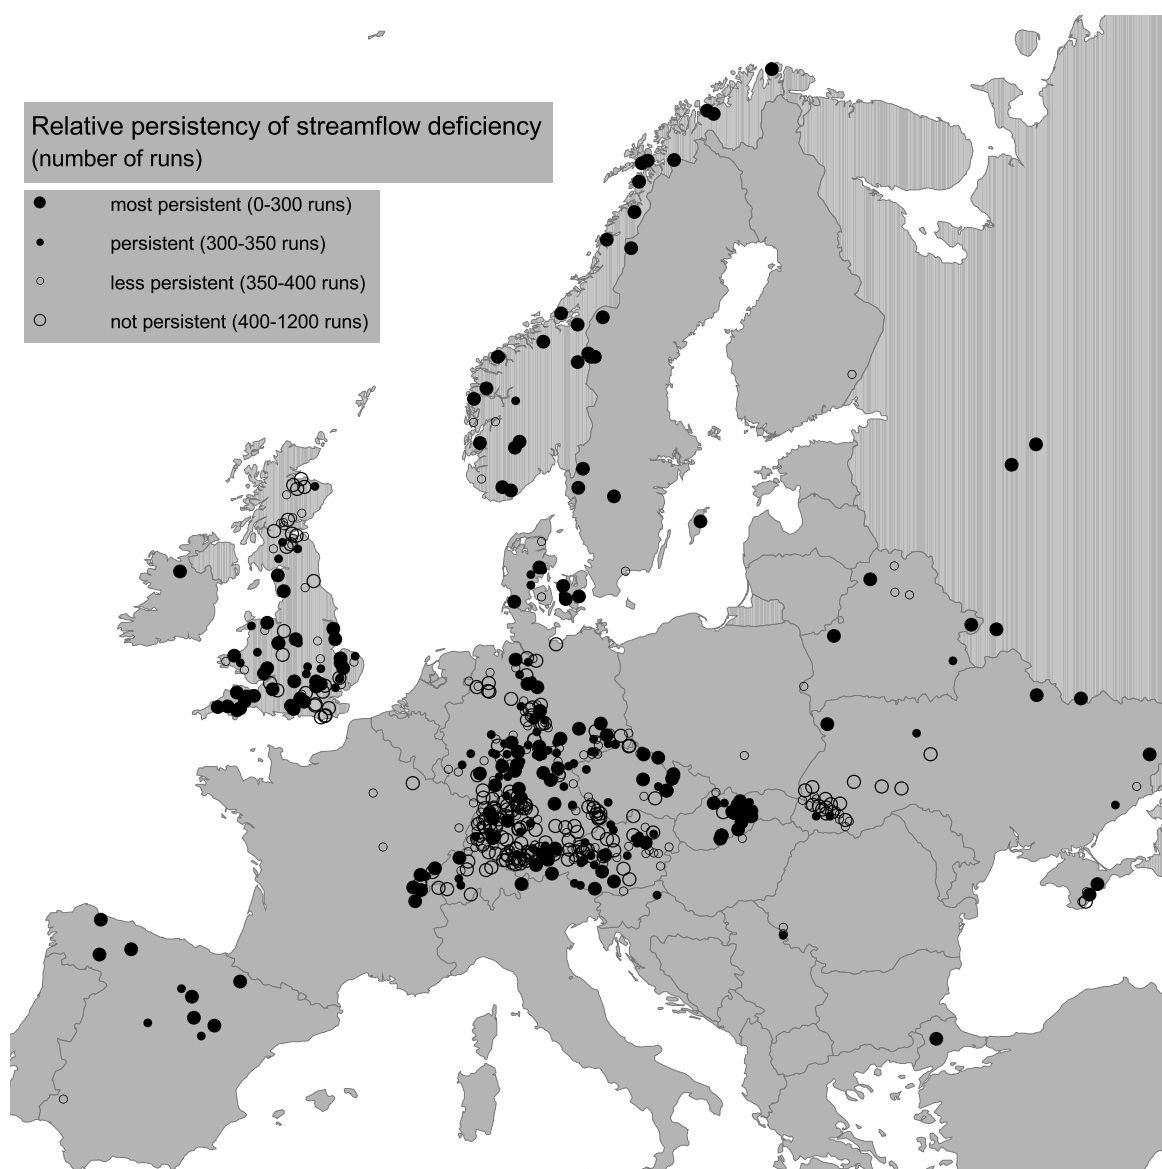 Relative persistency of streamflow deficiency
(number of runs)
most persistent (0-300 runs)
persistent (300-350 runs)
less persistent (350-400 runs)
not persistent (400-1200 runs)